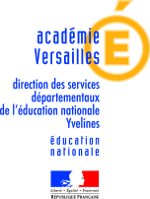 académie
Versailles
direction des services
départementaux
de l'éducation nationale
Yvelines
éducation
nationale
Liberté • Égalité • Fraternité
RÉPUBLIQUE FRANÇAISE